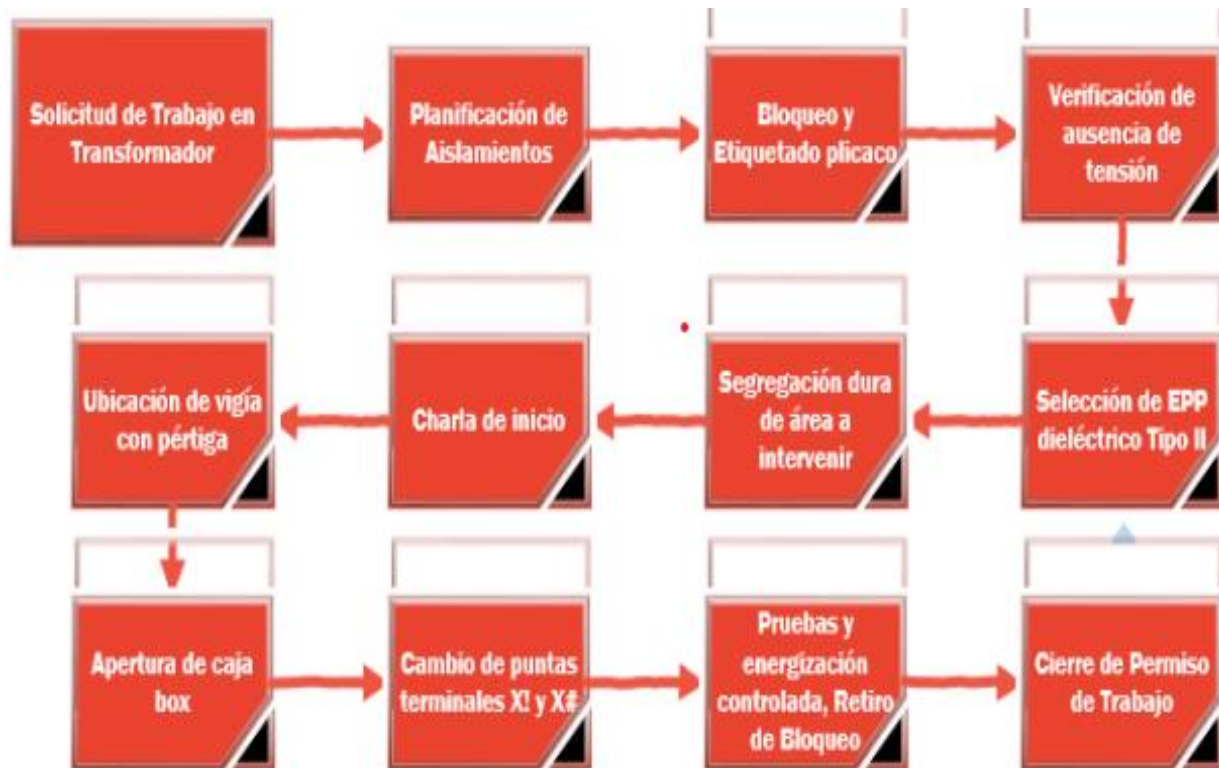 Solicitud de Trabajo en
Transformador
Planificación de
Aislamientos
Bloqueo y
Etiquetado plicaco
Verificación de
ausencia de
tensión
Ubicación de vigía
con pértiga
Charla de inicio
Segregación dura
de área a
intervenir
Selección de EPP
dieléctrico Tipo II
Apertura de caja
box
Cambio de puntas
terminales X! y X#
Pruebas y
energización
controlada, Retiro
de Bloqueo
Cierre de Permiso
de Trabajo